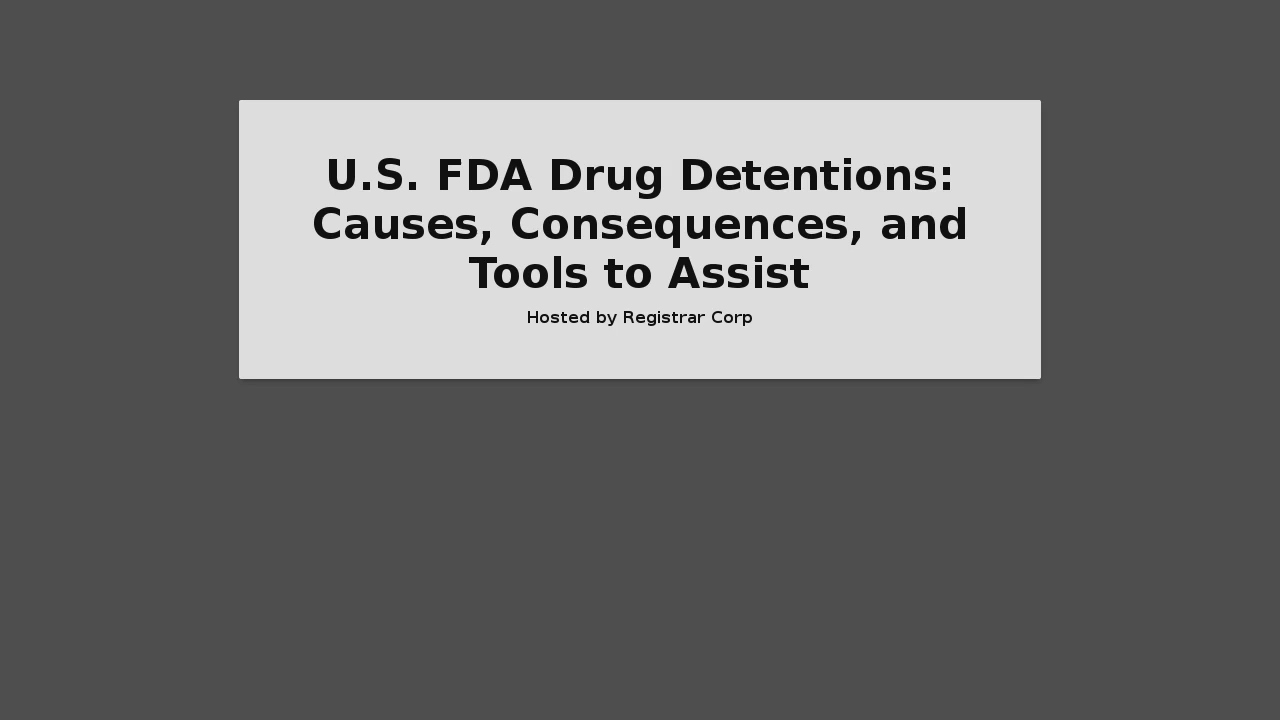 U.S. FDA Drug Detentions:
Causes, Consequences, and
Tools to Assist
Hosted by Registrar Corp